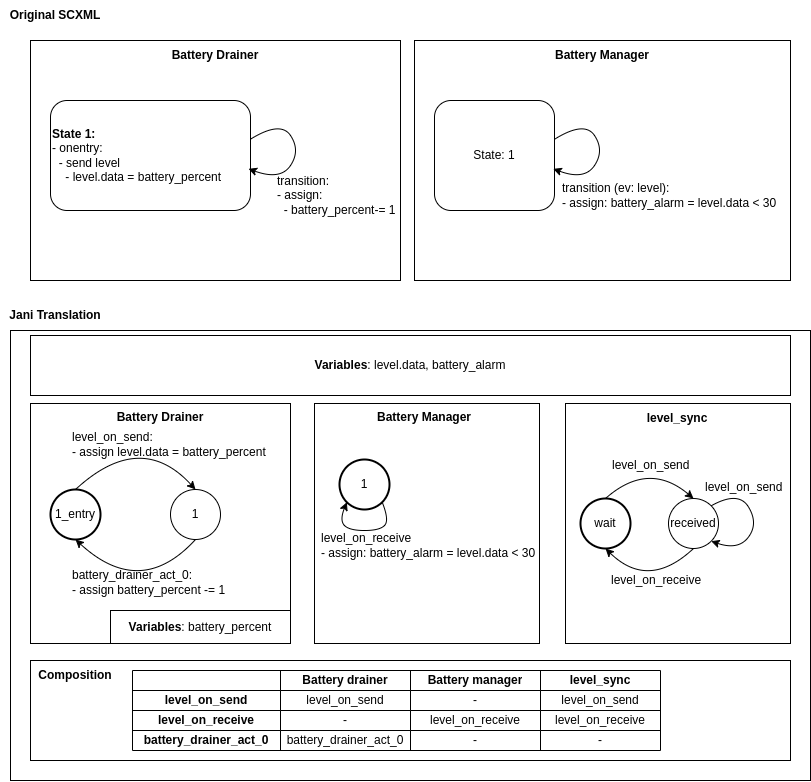 Original SCXML
Battery Drainer
State 1:
- onentry:
- send level
- level.data = battery_percent
transition:
- assign:
- battery_percent-= 1
Battery Manager
State: 1
transition (ev: level):
- assign: battery_alarm = level.data < 30
Jani Translation
Variables: level.data, battery_alarm
Battery Drainer
level_on_send:
- assign level.data = battery_percent
1_entry
1
battery_drainer_act_0:
- assign battery_percent -= 1
Variables: battery_percent
Battery Manager
1
level_on_receive
- assign: battery_alarm = level.data < 30
level_sync
level_on_send
level_on_send
wait
received
level_on_receive
Composition
Battery drainer Battery manager level_sync
level_on_send level_on_send - level_on_send
level_on_receive - level_on_receive level_on_receive
battery_drainer_act_0 battery_drainer_act_0 - -